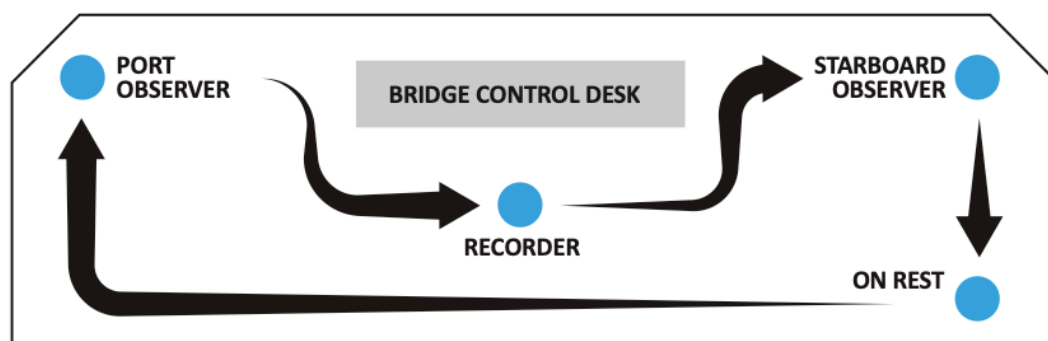 PORT
OBSERVER
BRIDGE CONTROL DESK
STARBOARD
OBSERVER
RECORDER
ON REST